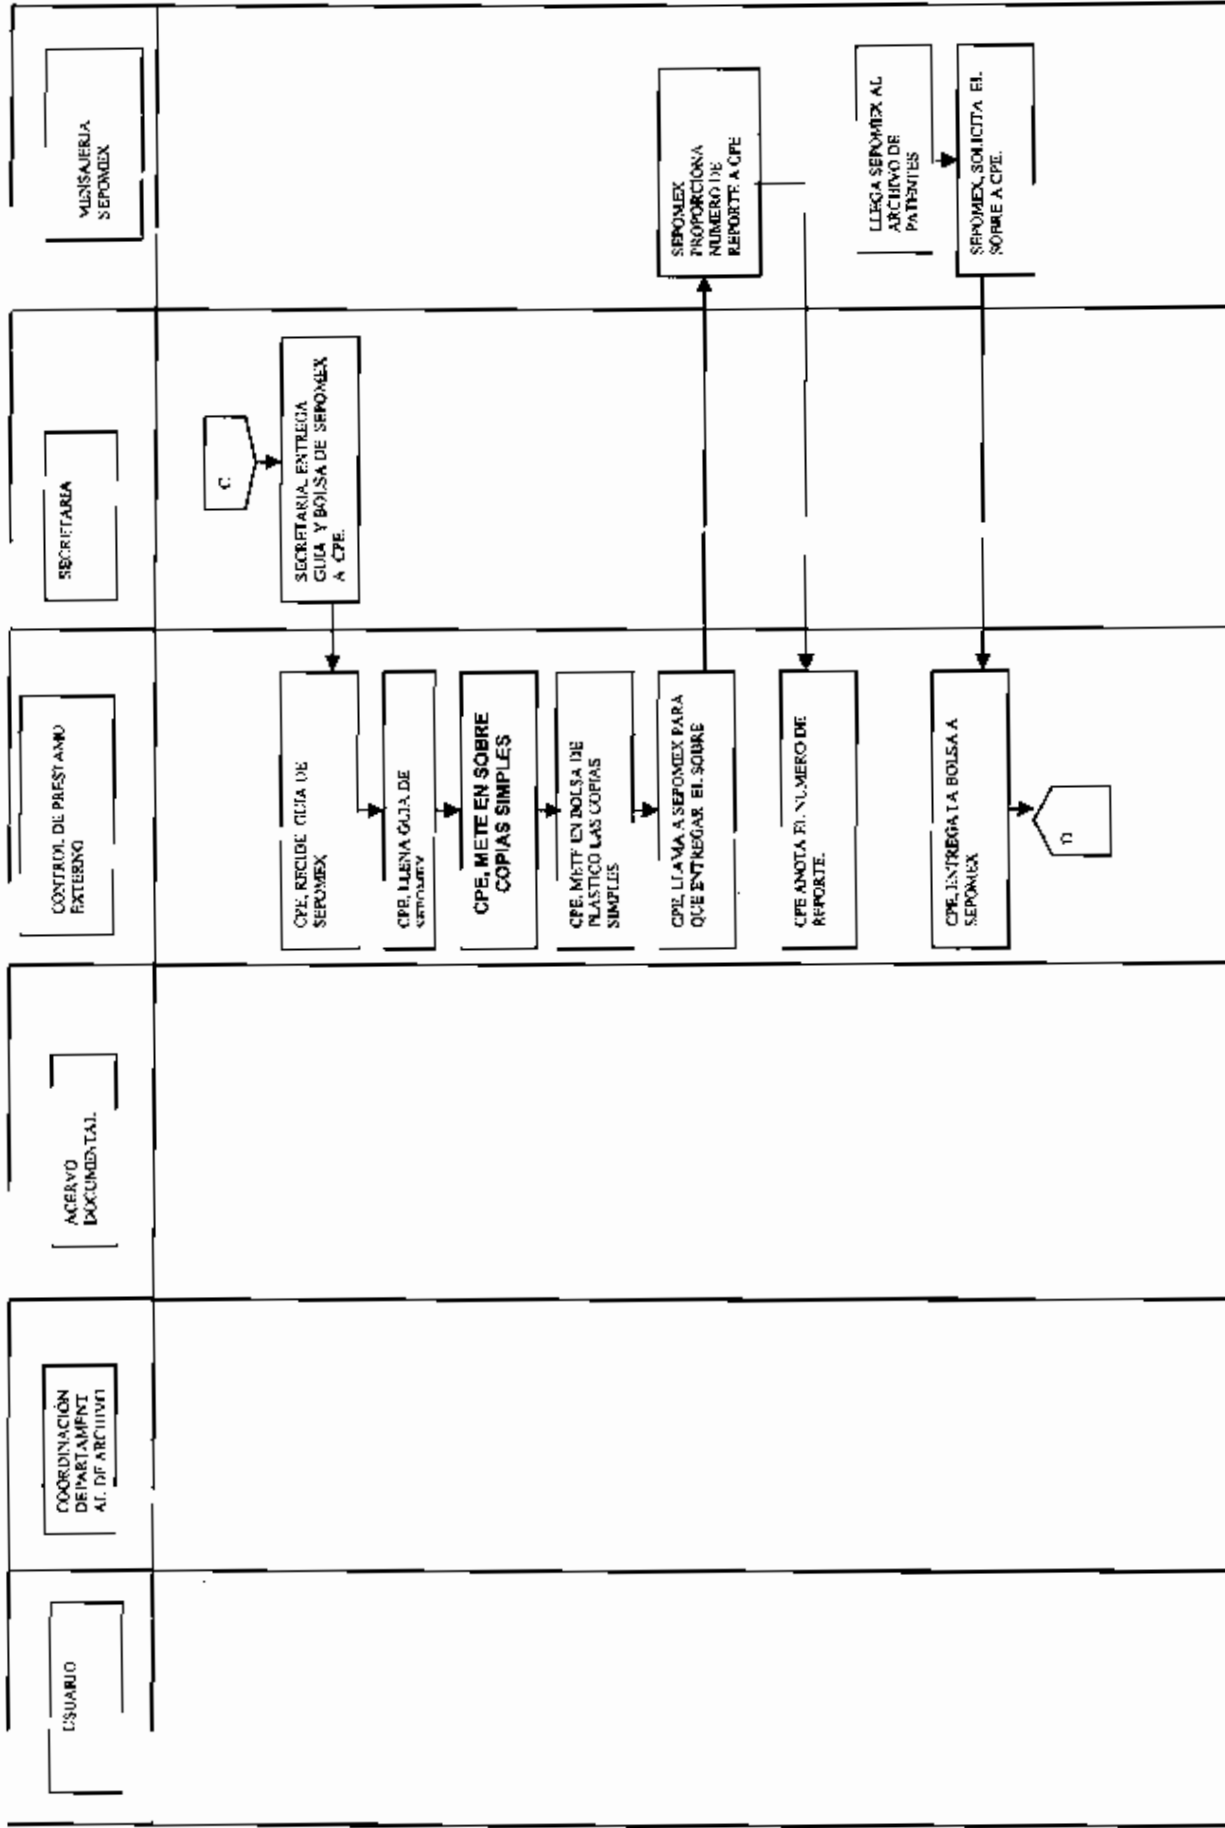 USUARIO
COORDINACIÓN
DEPARTAMENT
AL DE ARCHIVO
ACERVO
DOCUMENTAL
CONTROL DE PRESTAMO
EXTERNO
SECRETARIA
MENSAJERIA
SEPOMEX
C
SECRETARIA, ENTREGA
GUIA Y BOLSA DE SEPOMEX
A CPE.
CPE, RECIBE GUIA DE
SEPOMEX
CPE, LLENA GUIA DE
SEPOMEX
CPE, METE EN SOBRE
COPIAS SIMPLES
CPE, METE EN BOLSA DE
PLASTICO LAS COPIAS
SIMPLES
CPE, LLAMA A SEPOMEX PARA
QUE ENTREGAR EL SOBRE
SEPOMEX
PROPORCIONA
NUMERO DE
REPORTE A CPE
CPE ANOTA EL NUMERO DE
REPORTE.
LLEGA SEPOMEX AL
ARCHIVO DE
PATENTES
SEPOMEX, SOLICITA EL
SOBRE A CPE.
CPE, ENTREGA LA BOLSA A
SEPOMEX
D